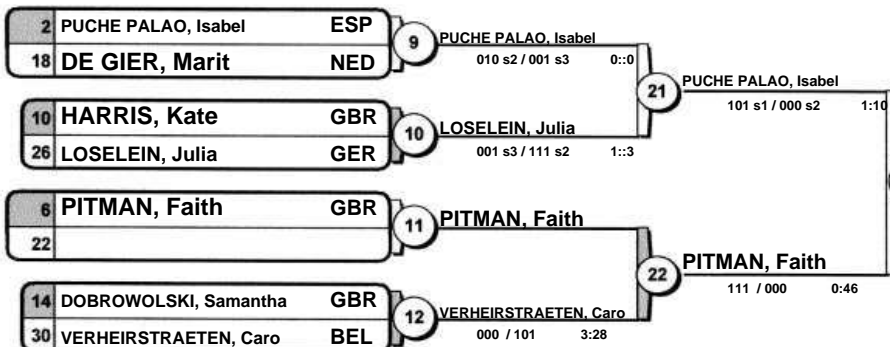 2 PUCHE PALAO, Isabel ESP
18 DE GIER, Marit NED
9
PUCHE PALAO, Isabel
010 s2 / 001 s3 0::0
10 HARRIS, Kate GBR
26 LOSELEIN, Julia GER
10
LOSELEIN, Julia
001 s3 / 111 s2 1::3
21
PUCHE PALAO, Isabel
101 s1 / 000 s2 1:10
6 PITMAN, Faith GBR
22
11
PITMAN, Faith
14 DOBROWOLSKI, Samantha GBR
30 VERHEIRSTRAETEN, Caro BEL
12
VERHEIRSTRAETEN, Caro
000 / 101 3:28
22
PITMAN, Faith
111 / 000 0:46